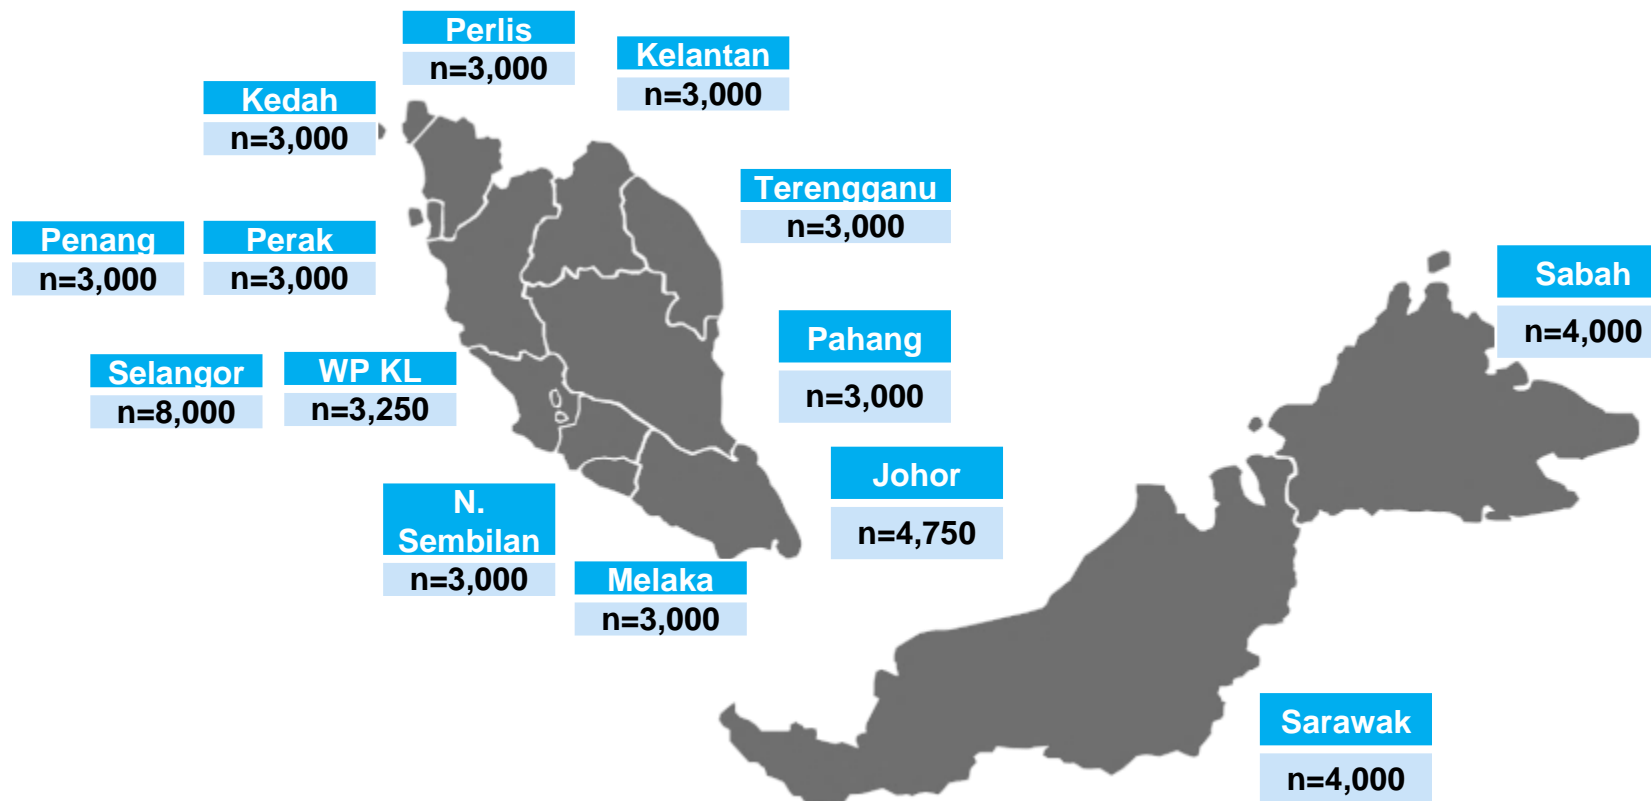 Perlis
n=3,000
Kelantan
n=3,000
Kedah
n=3,000
Terengganu
n=3,000
Penang
n=3,000
Perak
n=3,000
Sabah
n=4,000
Pahang
n=3,000
Selangor
n=8,000
WP KL
n=3,250
Johor
n=4,750
N.
Sembilan
n=3,000
Melaka
n=3,000
Sarawak
n=4,000